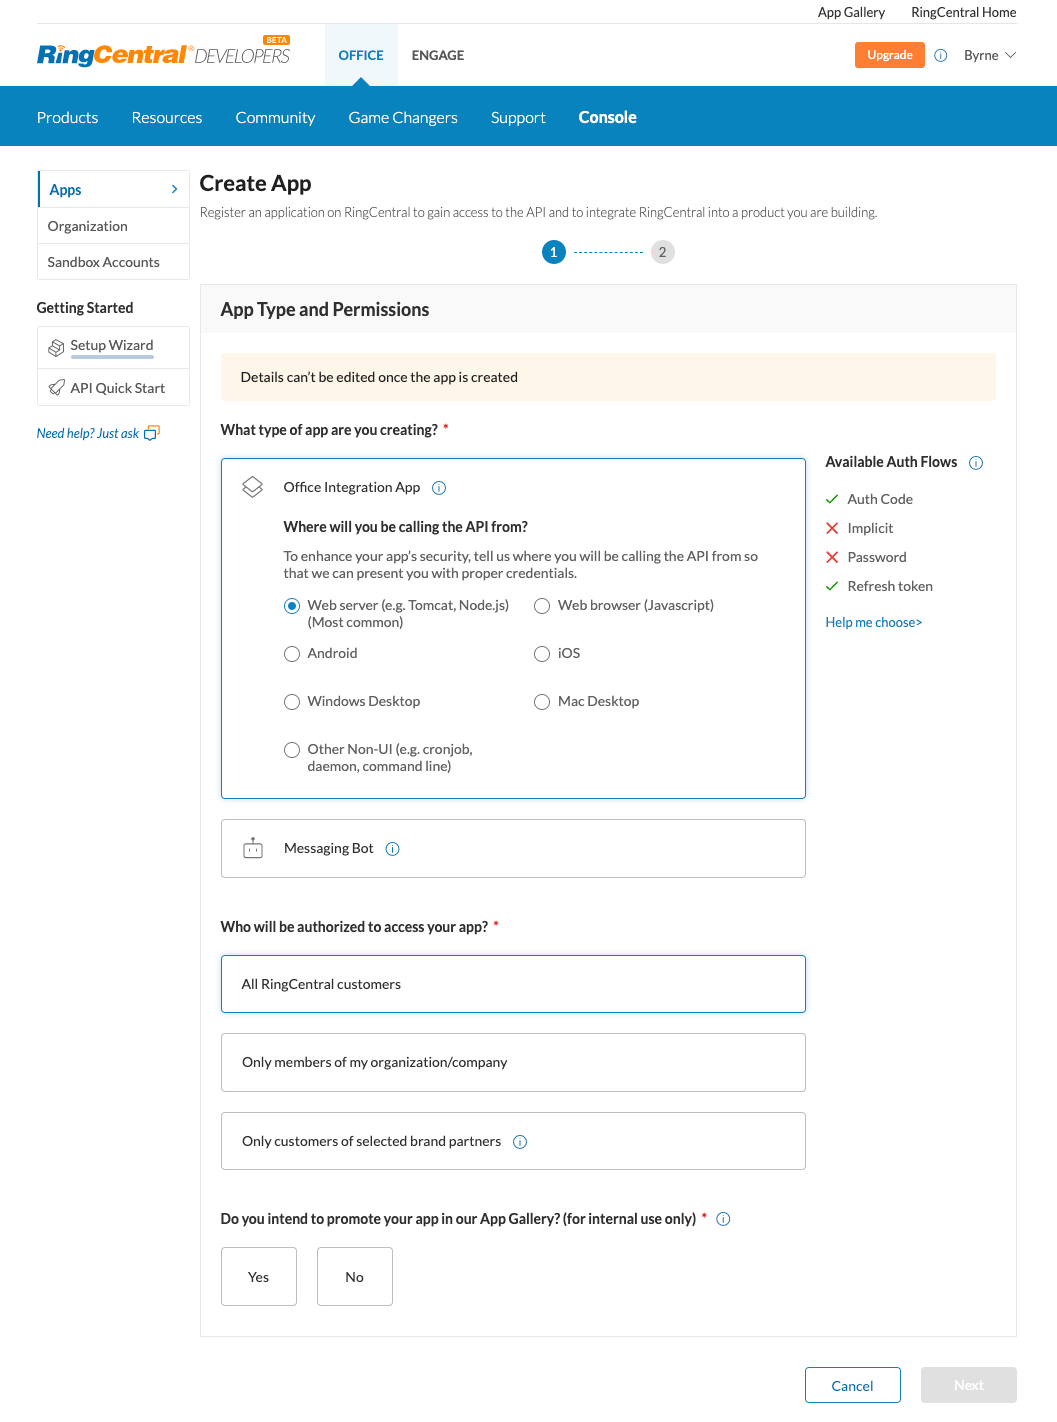 App Gallery RingCentral Home
RingCentral® DEVELOPERS BETA OFFICE ENGAGE Upgrade Byrne
Products Resources Community Game Changers Support Console
Apps
Organization
Sandbox Accounts
Getting Started
Setup Wizard
API Quick Start
Need help? Just ask
Create App
Register an application on RingCentral to gain access to the API and to integrate RingCentral into a product you are building.
1 2
App Type and Permissions
Details can't be edited once the app is created
What type of app are you creating? *
Office Integration App
Where will you be calling the API from?
To enhance your app's security, tell us where you will be calling the API from so
that we can present you with proper credentials.
Web server (e.g. Tomcat, Node.js)
(Most common)
Web browser (Javascript)
Android
iOS
Windows Desktop
Mac Desktop
Other Non-UI (e.g. cronjob,
daemon, command line)
Available Auth Flows
Auth Code
Implicit
Password
Refresh token
Help me choose>
Messaging Bot
Who will be authorized to access your app? *
All RingCentral customers
Only members of my organization/company
Only customers of selected brand partners
Do you intend to promote your app in our App Gallery? (for internal use only) *
Yes No
Cancel Next